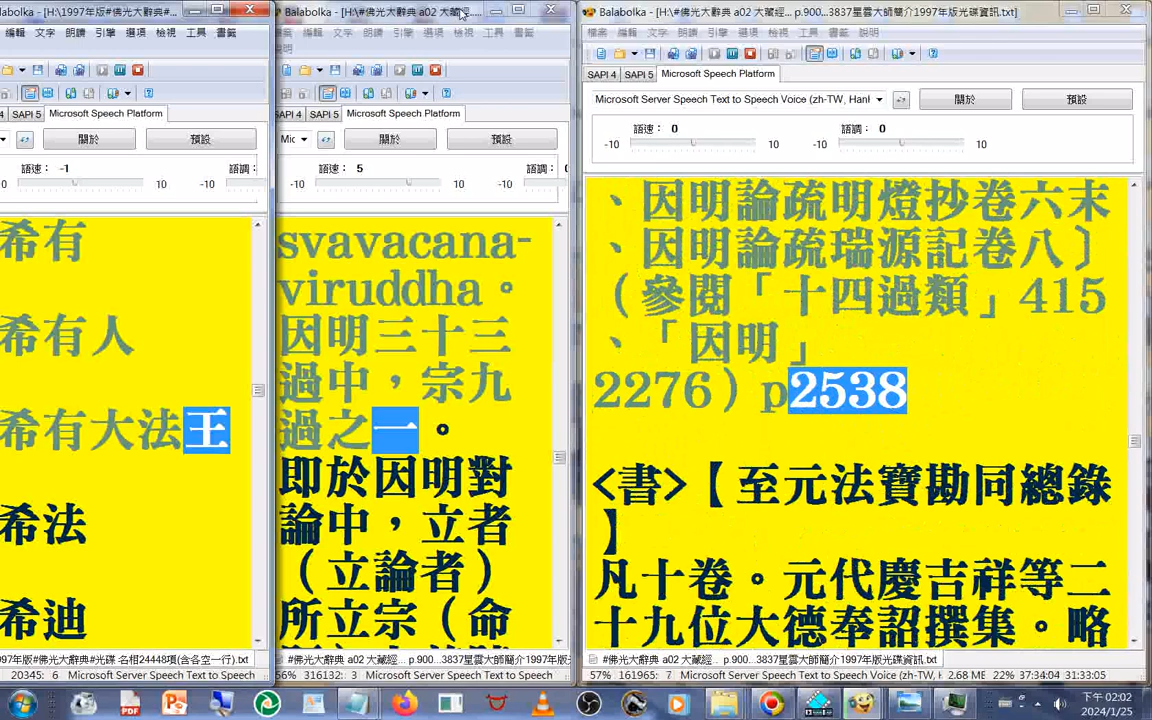 alabolka - [H:\1997年版#佛光大辭典#...
編輯 文字 朗讀 引擎 選項 檢視 工具 書籤
4 SAPI 5 Microsoft Speech Platform
關於 預設
語速： -1 語調：
0 10 -10
希有
希有人
希有大法王
希法
希迪
97年版#佛光大辭典#光碟 名相24448項(含各空一行).txt
20345: 6 Microsoft Server Speech Text to Speech
Balabolka - [H:\#佛光大辭典 a02 大藏經......
檔案 編輯 文字 朗讀 引擎 選項 檢視 工具 書籤
說明
API 4 SAPI 5 Microsoft Speech Platform
Mic 關於 預設
語速： 5 語調： 0
-10 10 -10
svavacana-
viruddha。
因明三十三
過中，宗九
過之一。
即於因明對
論中，立者
（立論者）
所立宗（命
#佛光大辭典 a02 大藏經... p.900...3837星雲大師簡介1997年版光
56% 316132: 3 Microsoft Server Speech Text to Spee
Balabolka - [H:\#佛光大辭典 a02 大藏經... p.900...3837星雲大師簡介1997年版光碟資訊.txt]
檔案 編輯 文字 朗讀 引擎 選項 檢視 工具 書籤 說明
SAPI 4 SAPI 5 Microsoft Speech Platform
Microsoft Server Speech Text to Speech Voice (zh-TW, Hanl 關於 預設
語速： 0 語調： 0
-10 10 -10 10
、因明論疏明燈抄卷六末
、因明論疏瑞源記卷八〕
（參閱「十四過類」415
、「因明」
2276）p2538
<書>【至元法寶勘同總錄
】
凡十卷。元代慶吉祥等二
十九位大德奉詔撰集。略
#佛光大辭典 a02 大藏經... p.900...3837星雲大師簡介1997年版光碟資訊.txt
57% 161965: 7 Microsoft Server Speech Text to Speech Voice (zh-TW, H 2.68 MB 22% 37:34:04 31:33:05
下午 02:02
2024/1/25